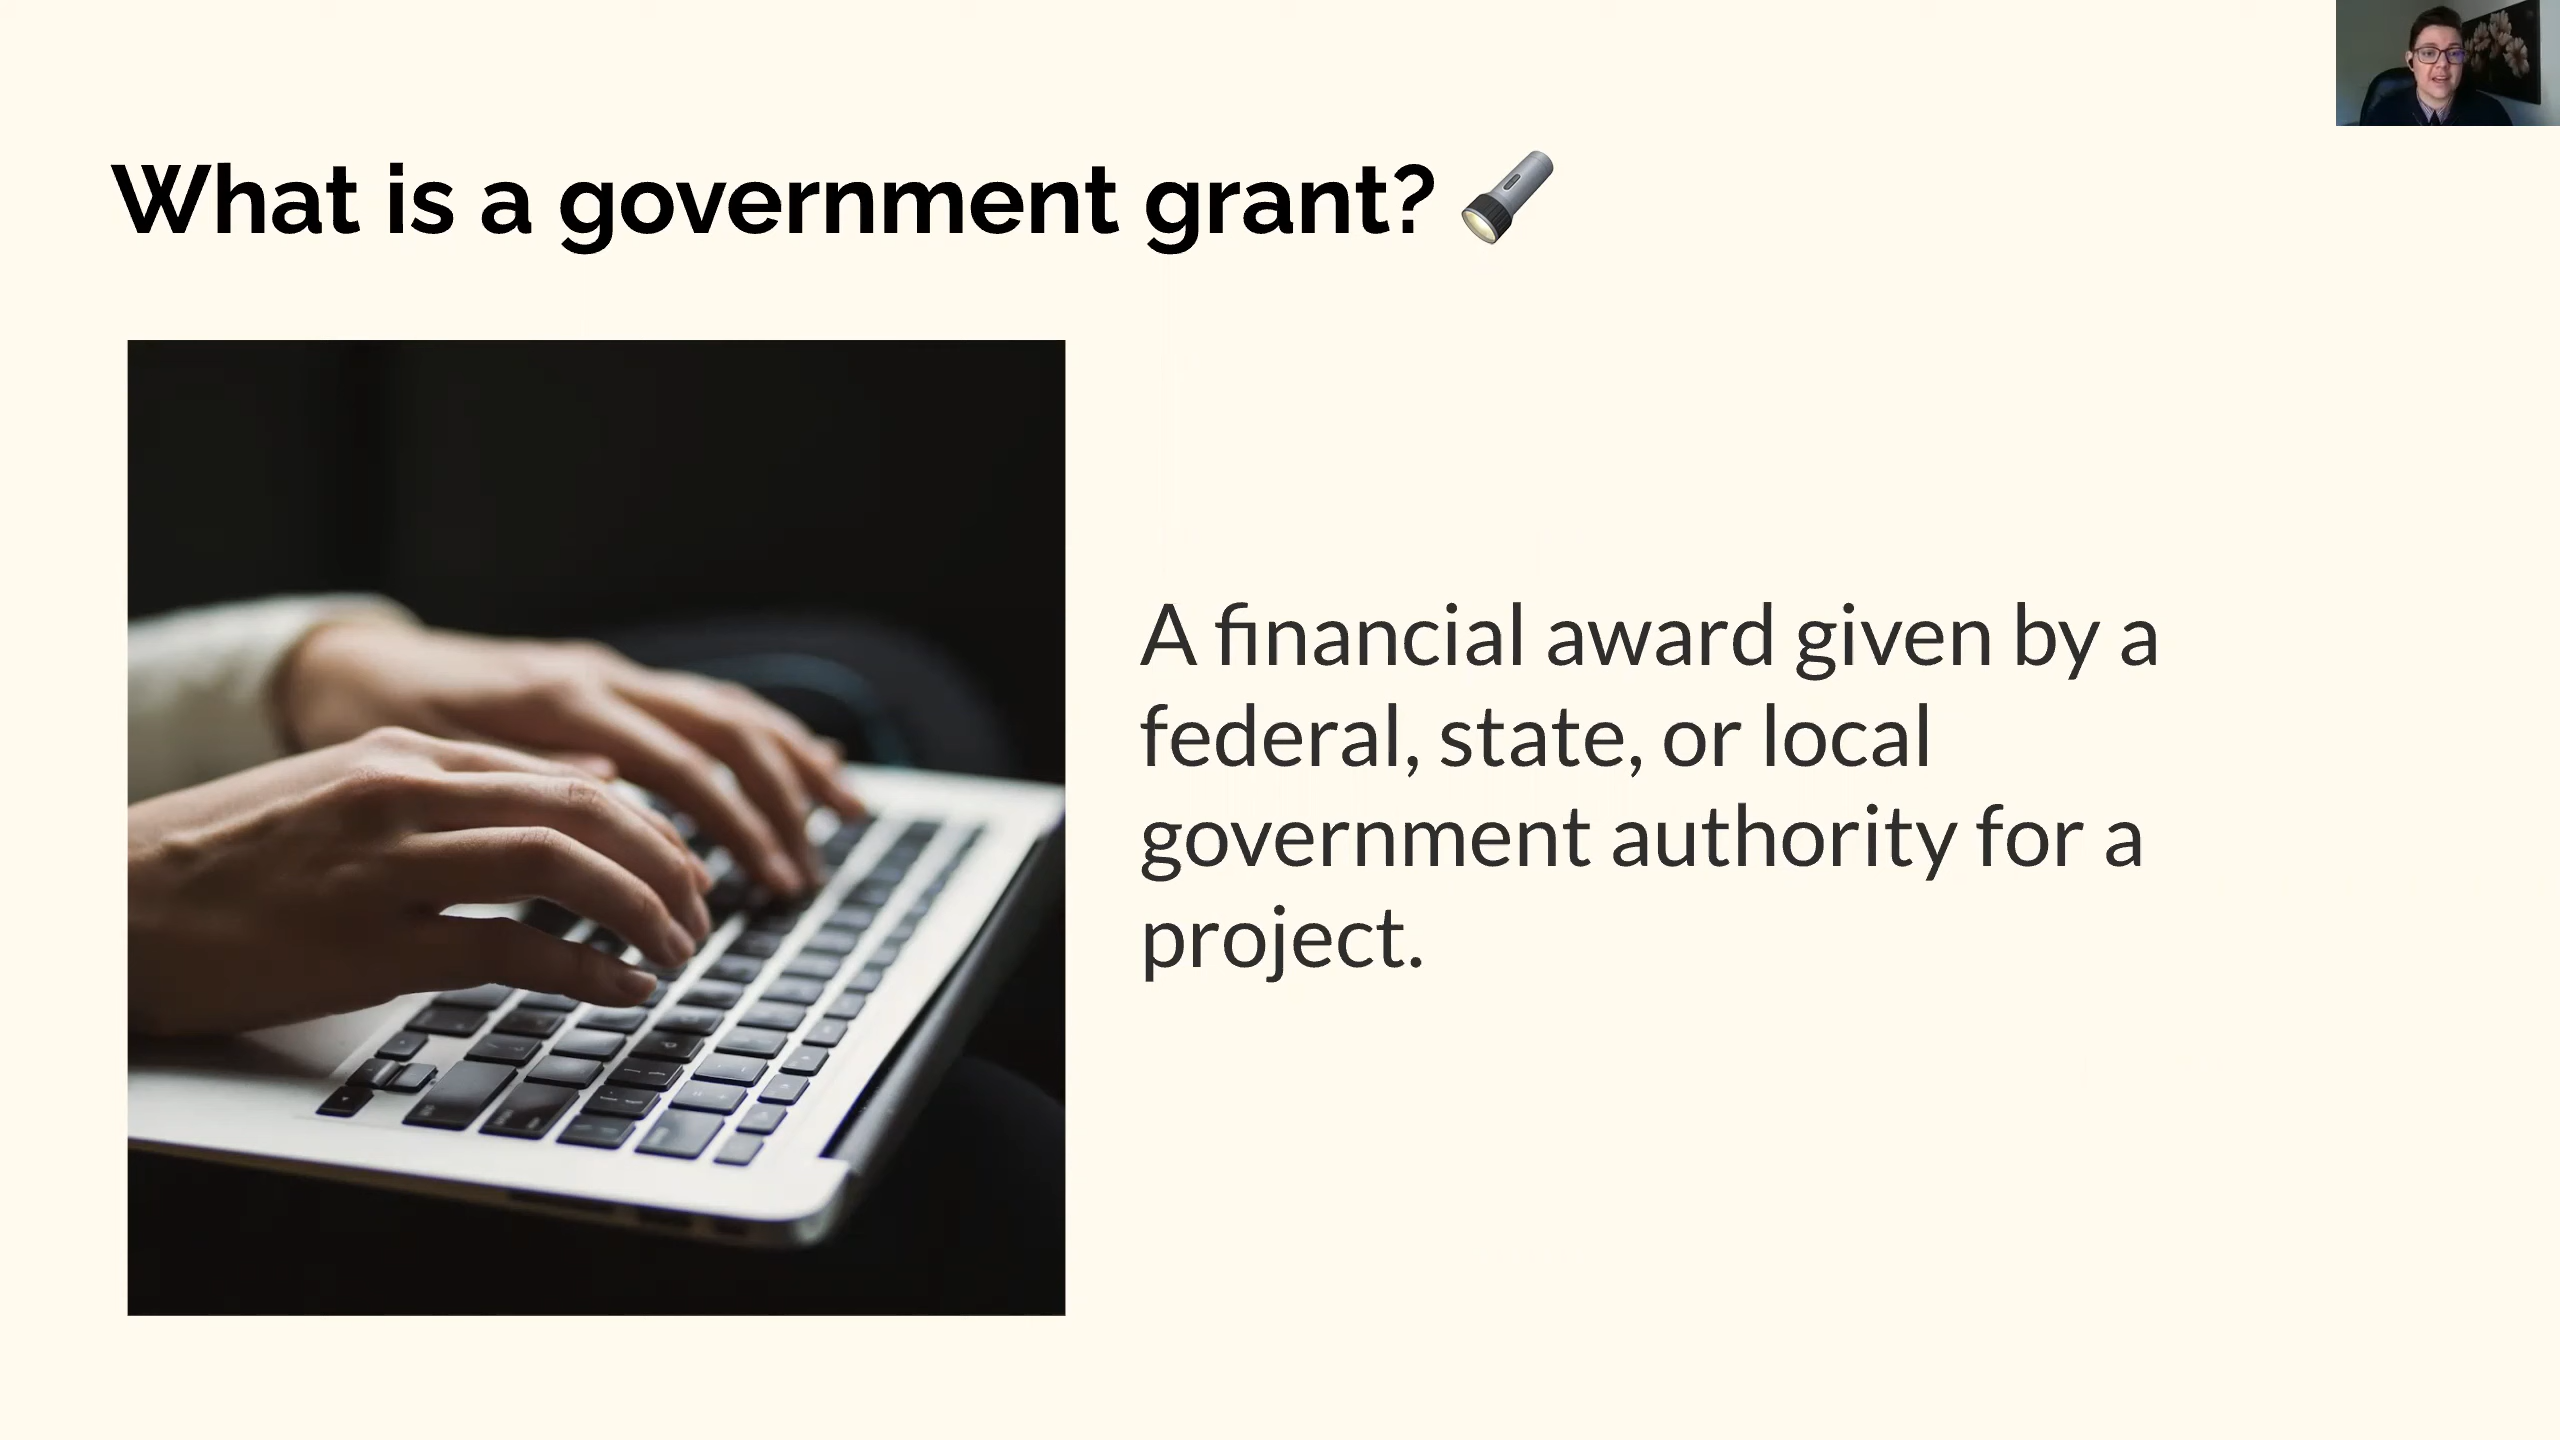 What is a government grant?
A financial award given by a
federal, state, or local
government authority for a
project.